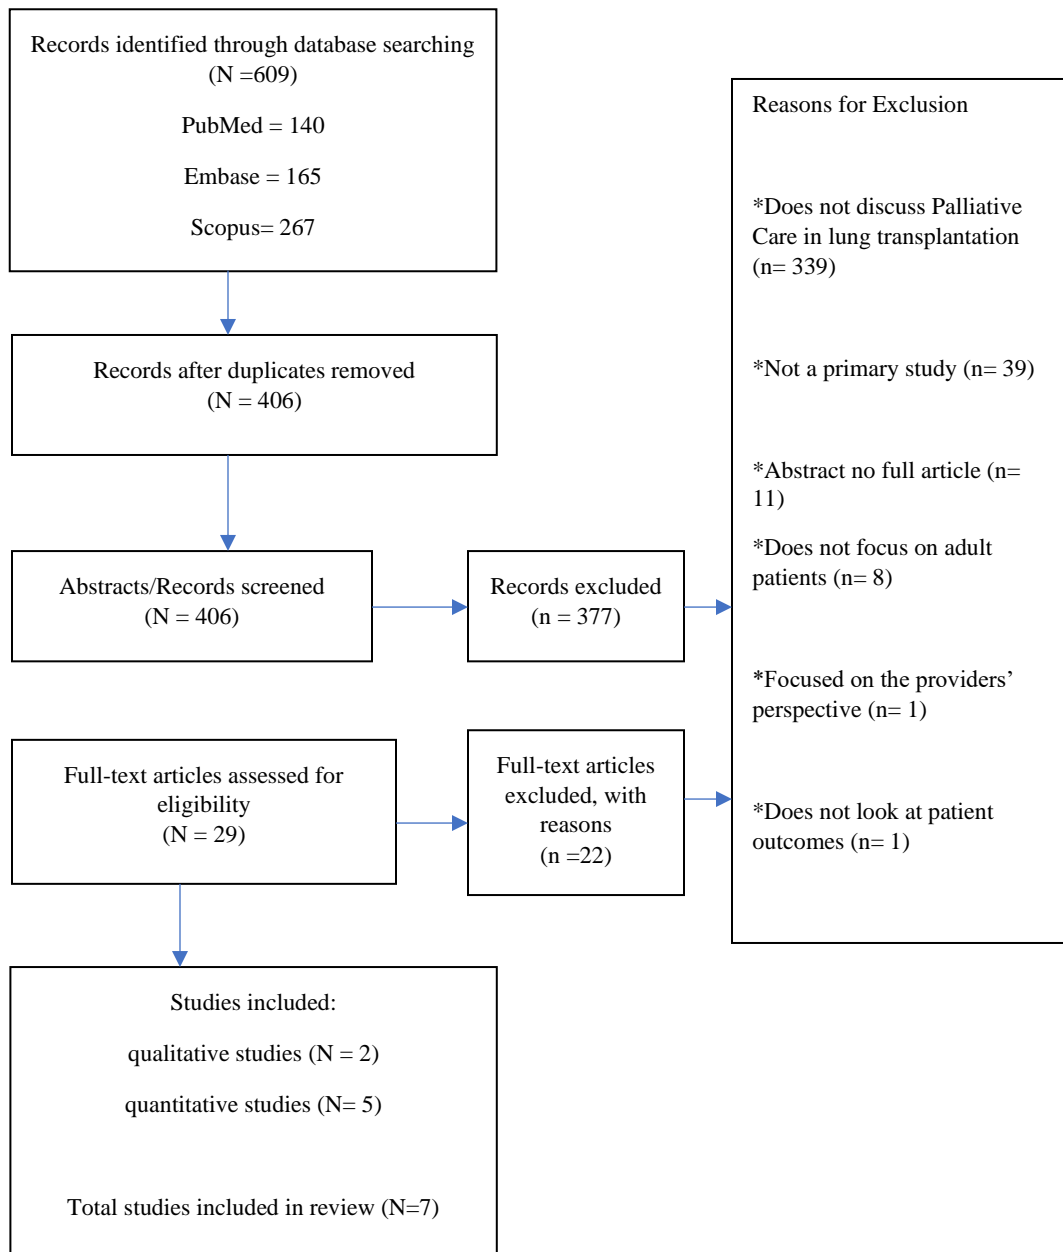 Records identified through database searching
(N =609)
PubMed = 140
Embase = 165
Scopus= 267
Records after duplicates removed
(N = 406)
Abstracts/Records screened
(N = 406)
Records excluded
(n = 377)
Full-text articles assessed for
eligibility
(N = 29)
Full-text articles
excluded, with
reasons
(n =22)
Reasons for Exclusion
*Does not discuss Palliative
Care in lung transplantation
(n= 339)
*Not a primary study (n= 39)
*Abstract no full article (n=
11)
*Does not focus on adult
patients (n= 8)
*Focused on the providers’
perspective (n= 1)
*Does not look at patient
outcomes (n= 1)
Studies included:
qualitative studies (N = 2)
quantitative studies (N= 5)
Total studies included in review (N=7)